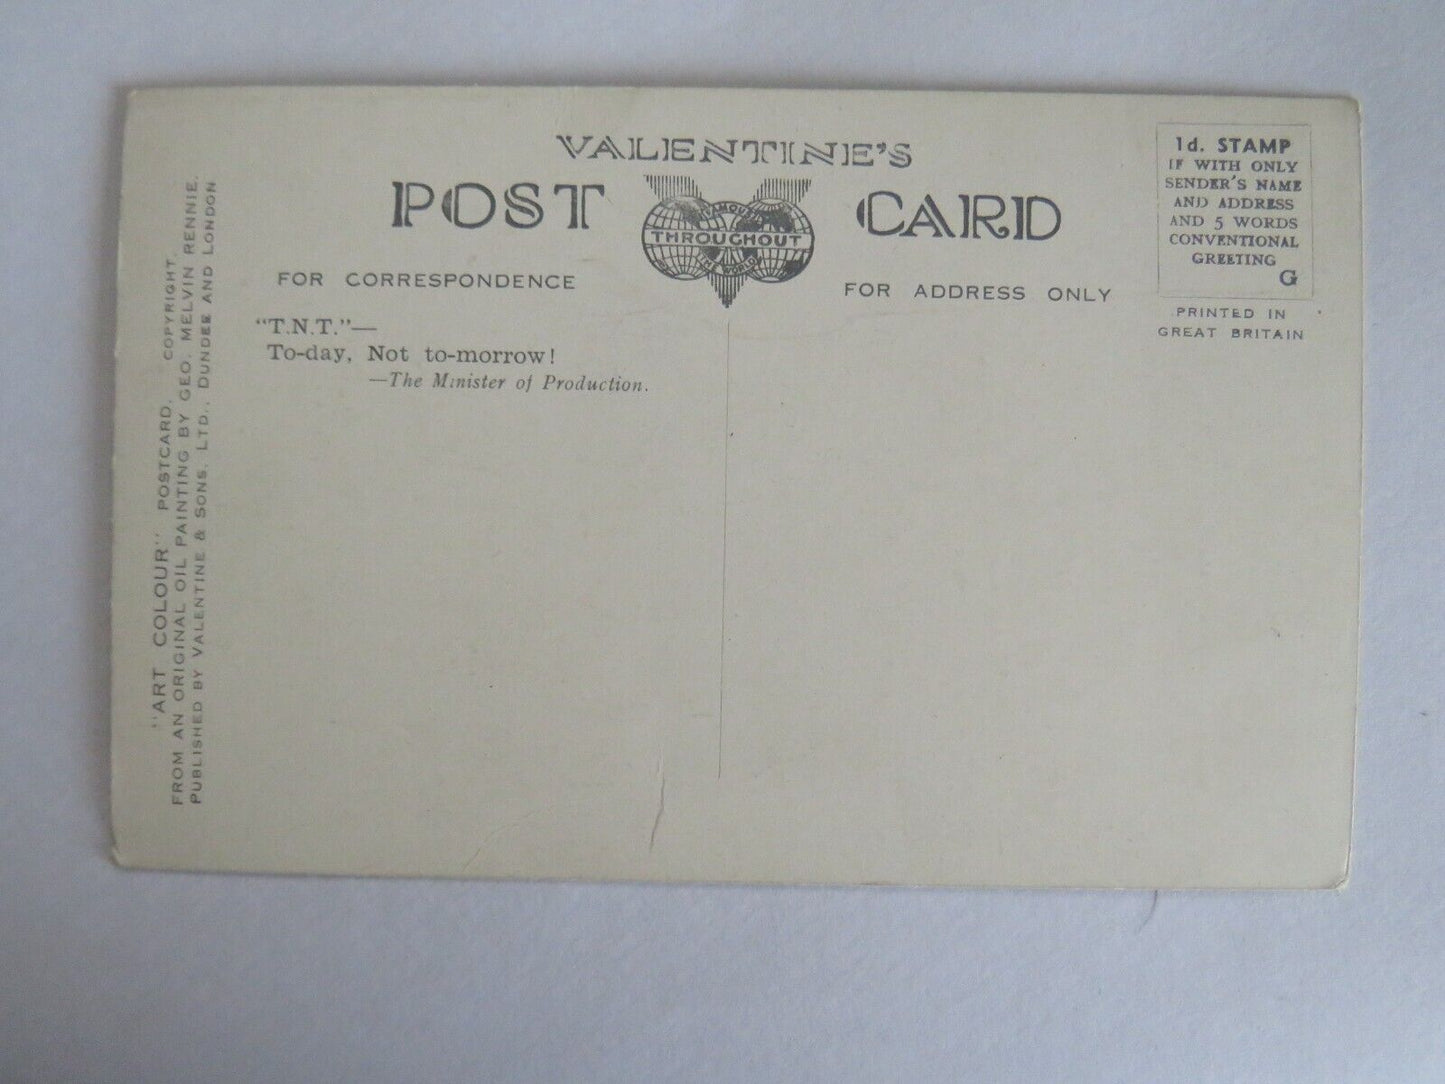 VALENTINE'S
POST CARD
FAMOUS
THROUGHOUT
THE WORLD
FOR CORRESPONDENCE
FOR ADDRESS ONLY
1d. STAMP
IF WITH ONLY
SENDER'S NAME
AND ADDRESS
AND 5 WORDS
CONVENTIONAL
GREETING
G
PRINTED IN
GREAT BRITAIN
"T.N.T."—
To-day, Not to-morrow!
—The Minister of Production.
"ART COLOUR" POSTCARD. COPYRIGHT.
FROM AN ORIGINAL OIL PAINTING BY GEO. MELVIN RENNIE.
PUBLISHED BY VALENTINE & SONS, LTD., DUNDEE AND LONDON